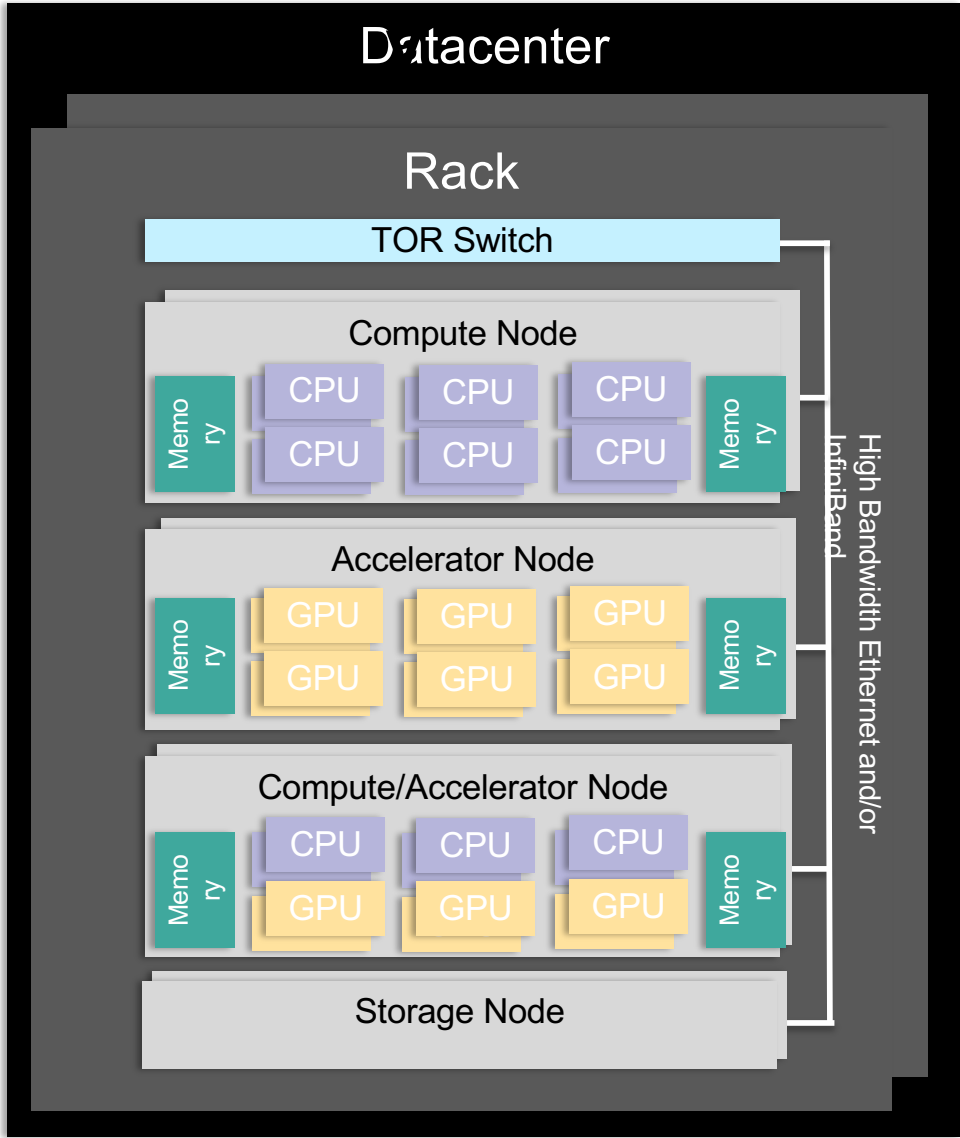 Datacenter
Rack
TOR Switch
Compute Node
Memo
ry
CPU CPU CPU
CPU CPU CPU
Memo
ry
Accelerator Node
Memo
ry
GPU GPU GPU
GPU GPU GPU
Memo
ry
Compute/Accelerator Node
Memo
ry
CPU CPU CPU
GPU GPU GPU
Memo
ry
Storage Node
High Bandwidth Ethernet and/or
InfiniBand